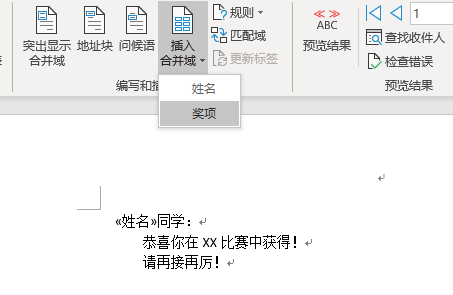 突出显示 合并域
地址块
问候语
插入 合并域
规则
匹配域
更新标签
编写和插
ABC
预览结果
1
查找收件人
检查错误
预览结果
姓名
奖项
«姓名»同学：
恭喜你在 XX 比赛中获得！
请再接再厉！